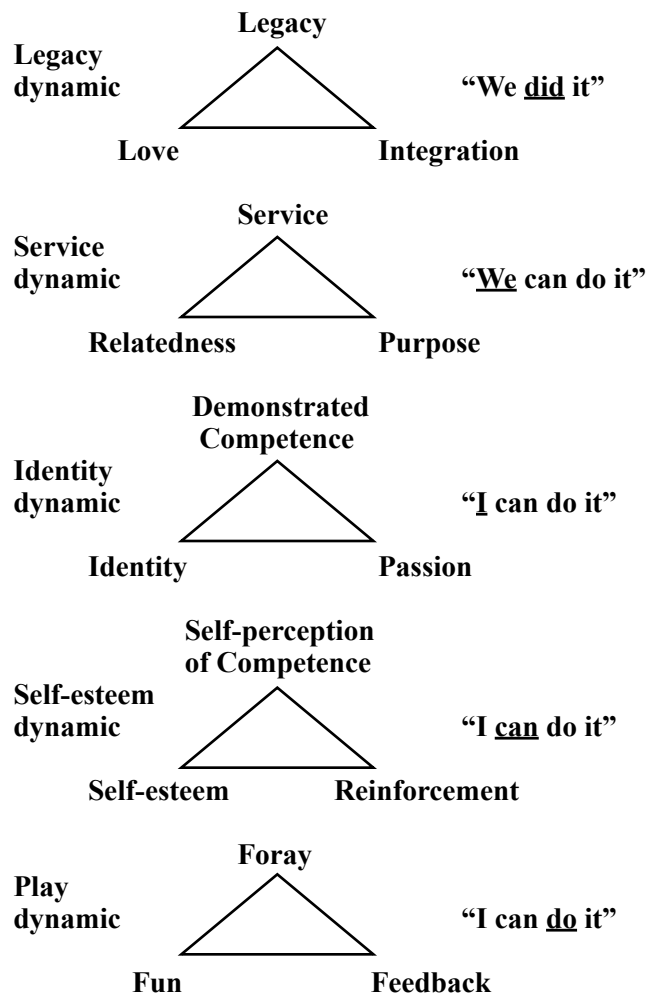 Legacy
Legacy
dynamic
“We did it”
Love
Integration
Service
Service
dynamic
“We can do it”
Relatedness
Purpose
Demonstrated
Competence
Identity
dynamic
“I can do it”
Identity
Passion
Self-perception
of Competence
Self-esteem
dynamic
“I can do it”
Self-esteem
Reinforcement
Foray
Play
dynamic
“I can do it”
Fun
Feedback